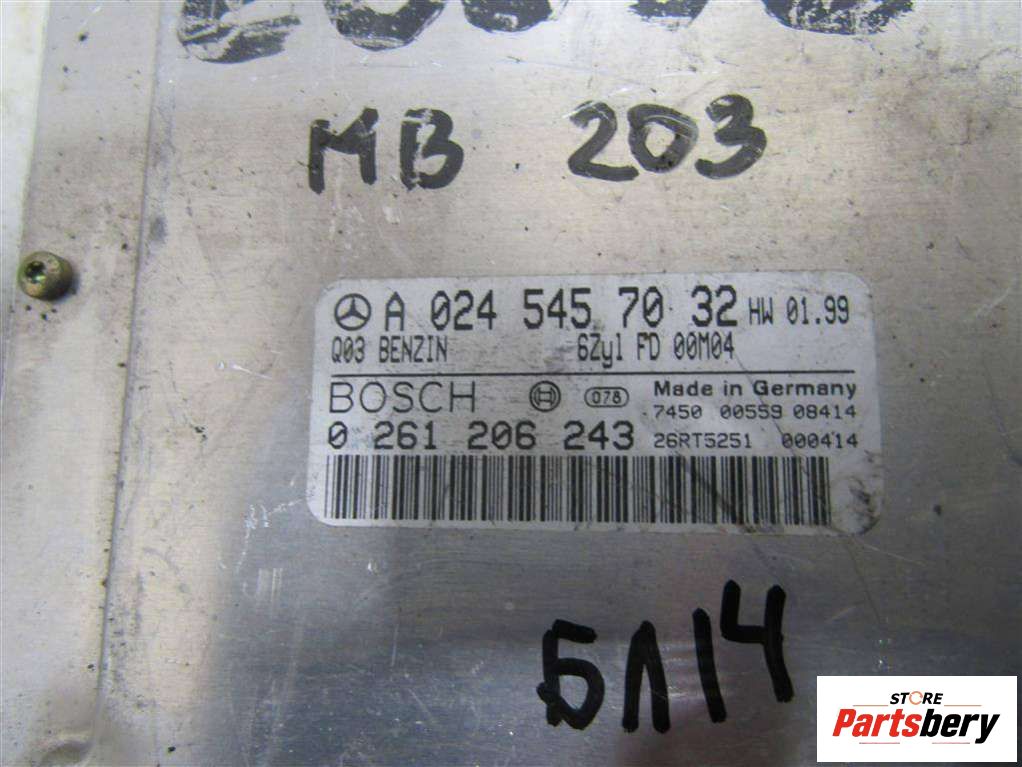 MB 203
A 024 545 70 32 HW 01.99
Q03 BENZIN 6Zyl FD 00M04
BOSCH 078 Made in Germany
7450 00559 08414
0 261 206 243 26RT5251 000414
БЛ14
STORE
Partsbery